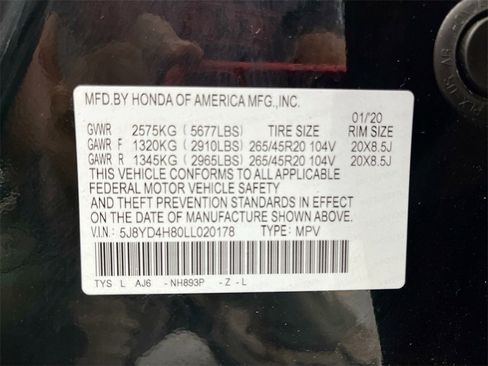 MFD.BY HONDA OF AMERICA MFG.,INC.
01/20
GVWR 2575KG ( 5677LBS) TIRE SIZE RIM SIZE
GAWR F 1320KG ( 2910LBS) 265/45R20 104V 20X8.5J
GAWR R 1345KG ( 2965LBS) 265/45R20 104V 20X8.5J
THIS VEHICLE CONFORMS TO ALL APPLICABLE
FEDERAL MOTOR VEHICLE SAFETY
AND THEFT PREVENTION STANDARDS IN EFFECT
ON THE DATE OF MANUFACTURE SHOWN ABOVE.
V.I.N: 5J8YD4H80LL020178 TYPE: MPV
TYS L AJ6 -NH893P -Z-L